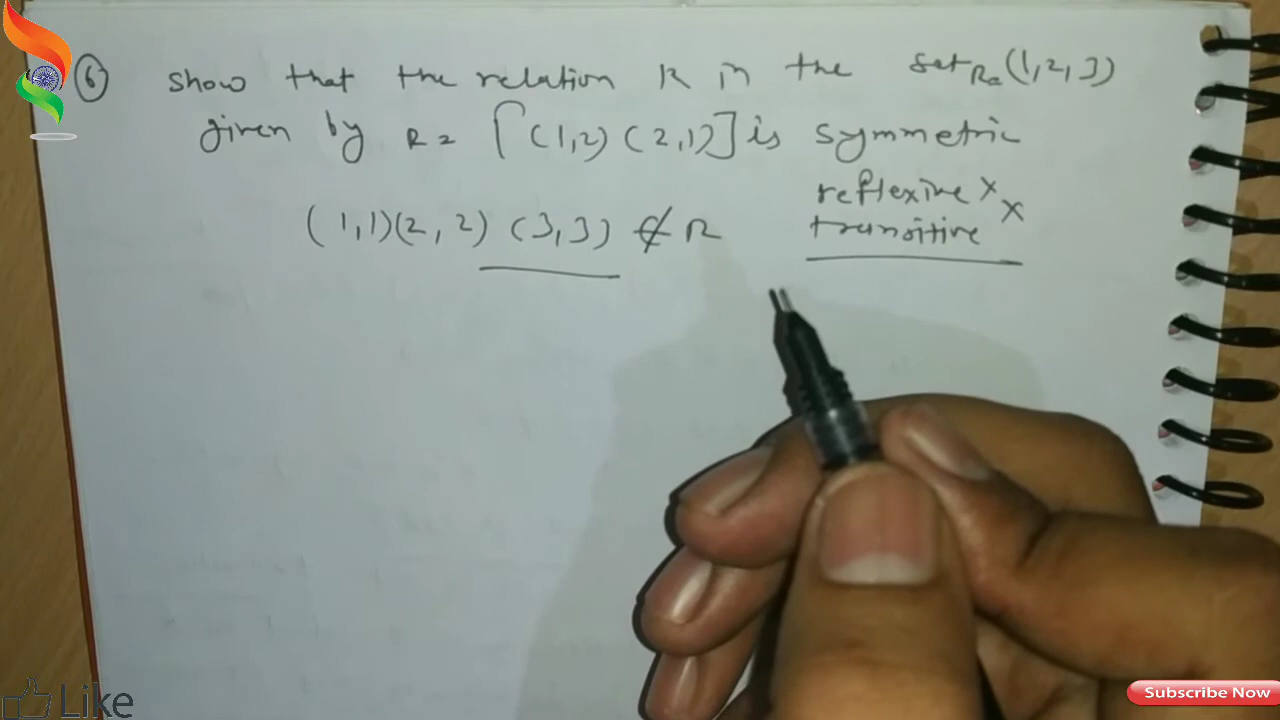 6 show that the relation R in the set (1,2,3)
given by R = [(1,2) (2,1)] is symmetric
reflexive x
(1,1)(2,2) (3,3) ∉ R
transitive x
Like
Subscribe Now